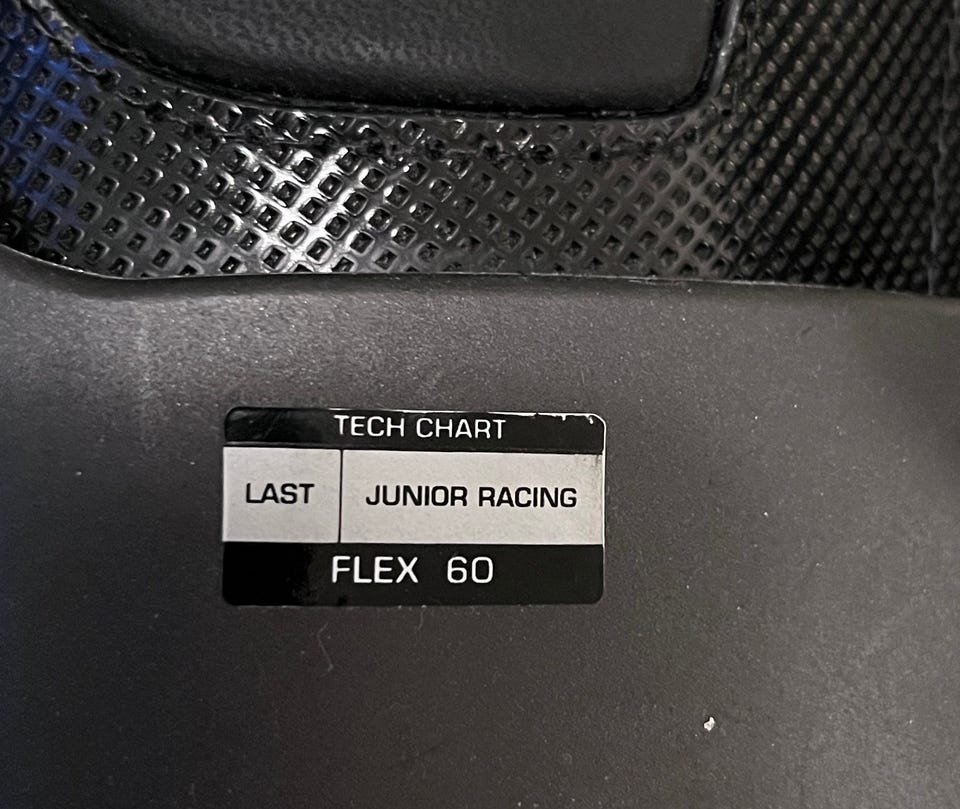 TECH CHART
LAST JUNIOR RACING
FLEX 60